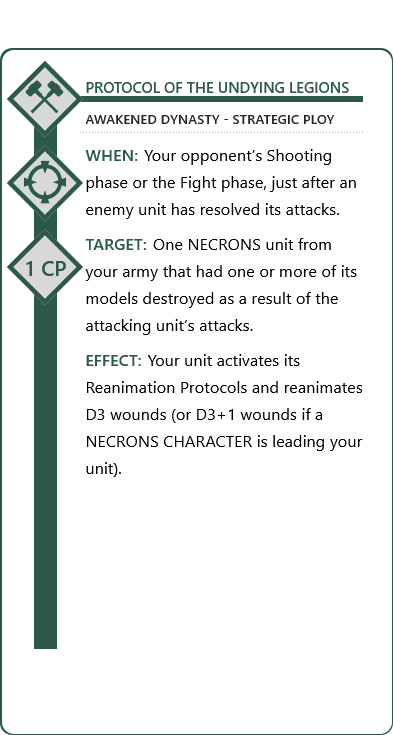 PROTOCOL OF THE UNDYING LEGIONS
AWAKENED DYNASTY - STRATEGIC PLOY
WHEN: Your opponent’s Shooting
phase or the Fight phase, just after an
enemy unit has resolved its attacks.
1 CP
TARGET: One NECRONS unit from
your army that had one or more of its
models destroyed as a result of the
attacking unit’s attacks.
EFFECT: Your unit activates its
Reanimation Protocols and reanimates
D3 wounds (or D3+1 wounds if a
NECRONS CHARACTER is leading your
unit).